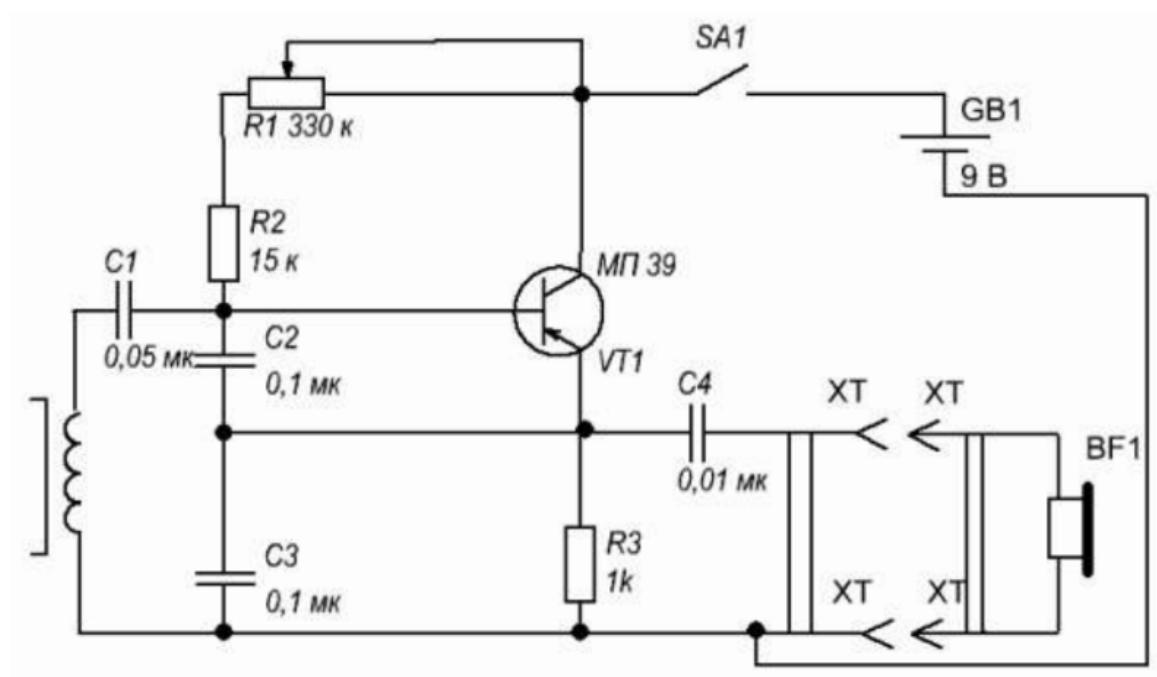 SA1
GB1
R1 330 к
9 В
R2
15 к
C1
МП 39
C2
0,05 мк
VT1
0,1 мк
C4
XT
XT
BF1
0,01 мк
R3
C3
1k
XT
XT
0,1 мк